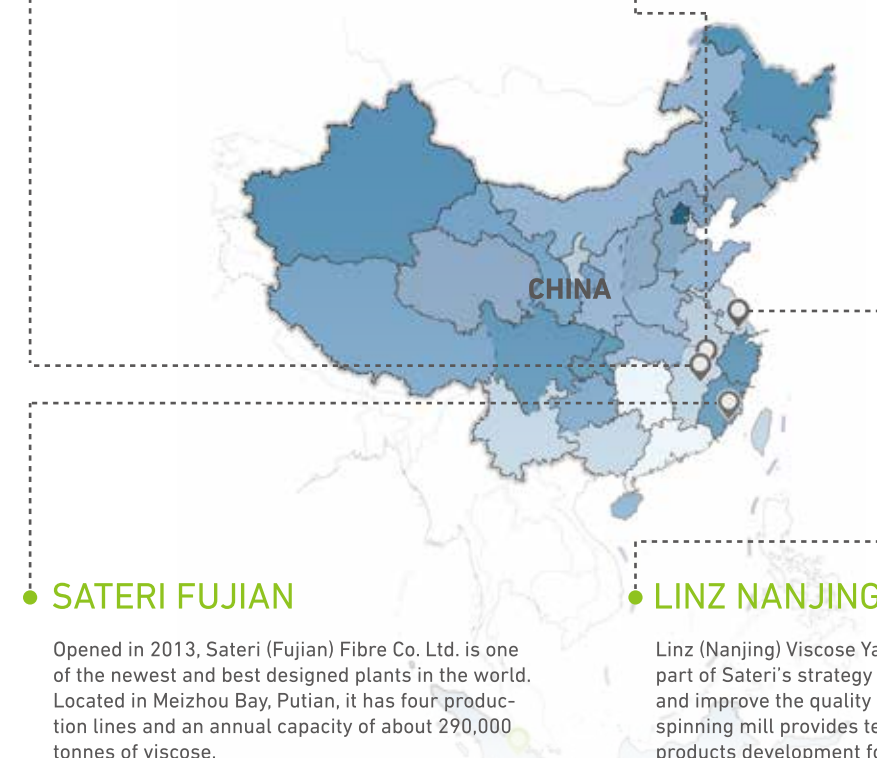 CHINA
SATERI FUJIAN
Opened in 2013, Sateri (Fujian) Fibre Co. Ltd. is one
of the newest and best designed plants in the world.
Located in Meizhou Bay, Putian, it has four produc-
tion lines and an annual capacity of about 290,000
tonnes of viscose.
LINZ NANJING
Linz (Nanjing) Viscose Ya
part of Sateri's strategy
and improve the quality
spinning mill provides te
products development fo